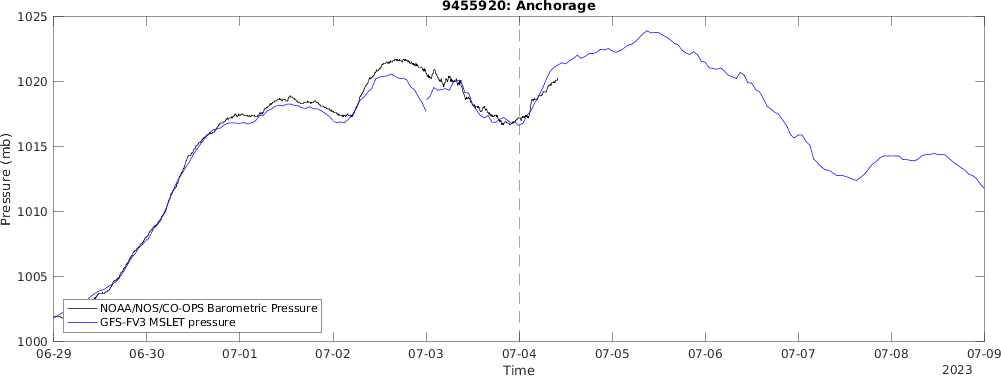 9455920: Anchorage
1025
1020
1015
1010
1005
1000
Pressure (mb)
NOAA/NOS/CO-OPS Barometric Pressure
GFS-FV3 MSLET pressure
06-29 06-30 07-01 07-02 07-03 07-04 07-05 07-06 07-07 07-08 07-09
Time
2023